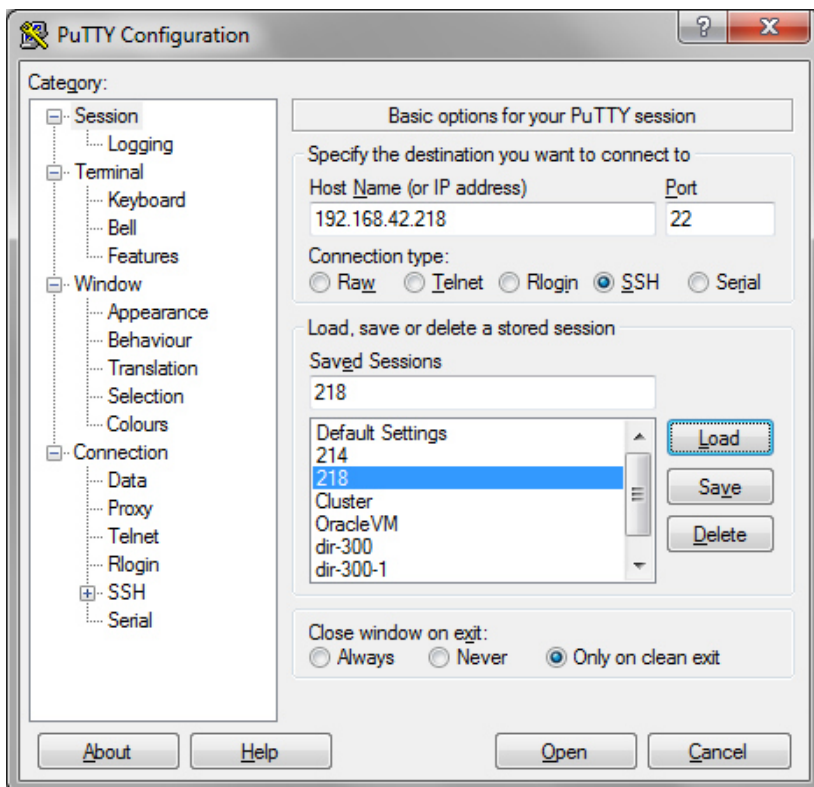 PuTTY Configuration
Category:
Session
Logging
Terminal
Keyboard
Bell
Features
Window
Appearance
Behaviour
Translation
Selection
Colours
Connection
Data
Proxy
Telnet
Rlogin
SSH
Serial
Basic options for your PuTTY session
Specify the destination you want to connect to
Host Name (or IP address) Port
192.168.42.218 22
Connection type:
Raw Telnet Rlogin SSH Serial
Load, save or delete a stored session
Saved Sessions
218
Default Settings
214
218
Cluster
OracleVM
dir-300
dir-300-1
Load
Save
Delete
Close window on exit:
Always Never Only on clean exit
About Help Open Cancel